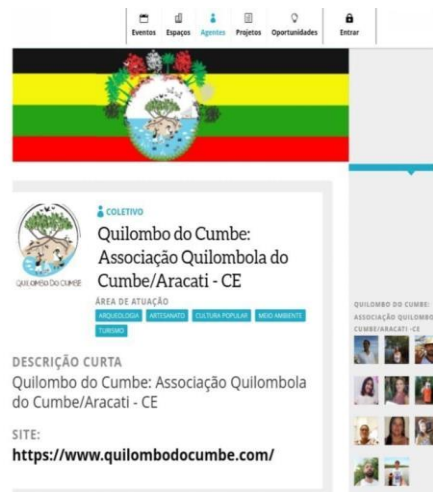 Eventos Espaços Agentes Projetos Oportunidades Entrar
COLETIVO
Quilombo do Cumbe:
Associação Quilombola do
Cumbe/Aracati - CE
QUILOMBO DO CUMBE
ÁREA DE ATUAÇÃO
ARQUEOLOGIA ARTESANATO CULTURA POPULAR MEIO AMBIENTE
TURISMO
DESCRIÇÃO CURTA
Quilombo do Cumbe: Associação Quilombola
do Cumbe/Aracati - CE
SITE:
https://www.quilombodocumbe.com/
QUILOMBO DO CUMBE:
ASSOCIAÇÃO QUILOMBO
CUMBE/ARACATI -CE